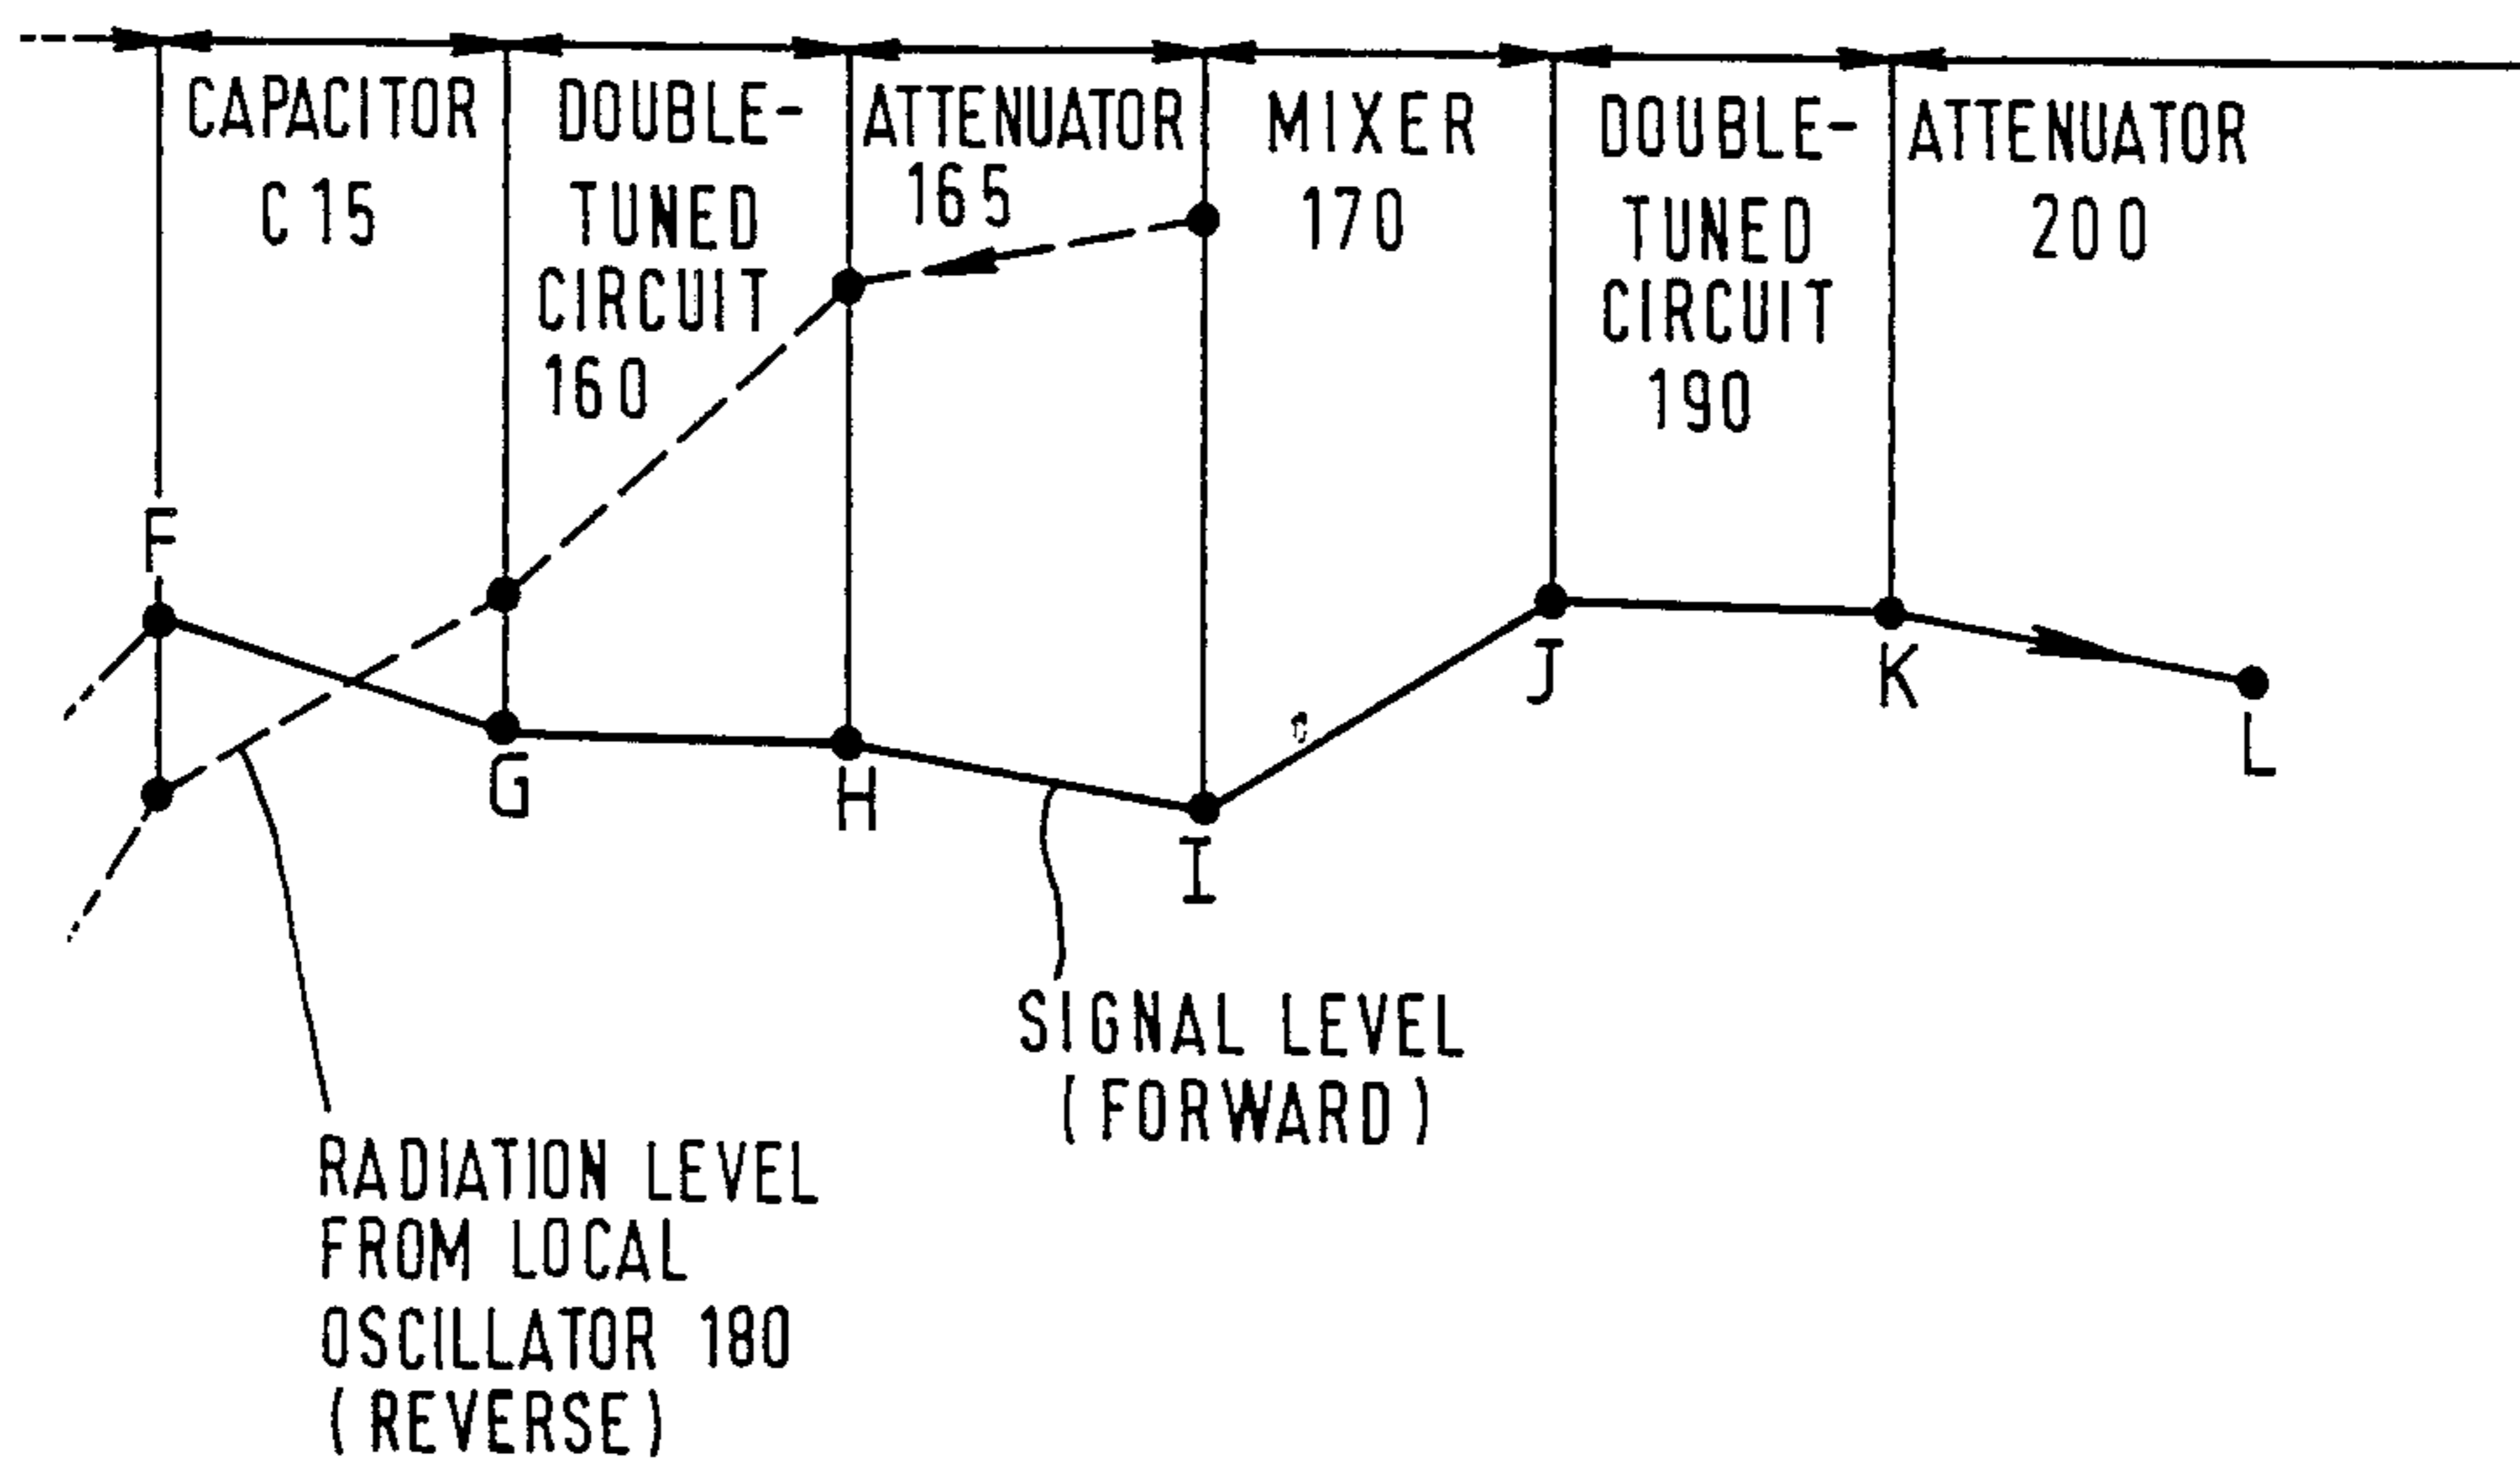 CAPACITOR
C 15
DOUBLE-
TUNED
CIRCUIT
160
ATTENUATOR
165
MIXER
170
DOUBLE-
TUNED
CIRCUIT
190
ATTENUATOR
200
F
G
H
I
J
K
L
SIGNAL LEVEL
(FORWARD)
RADIATION LEVEL
FROM LOCAL
OSCILLATOR 180
(REVERSE)